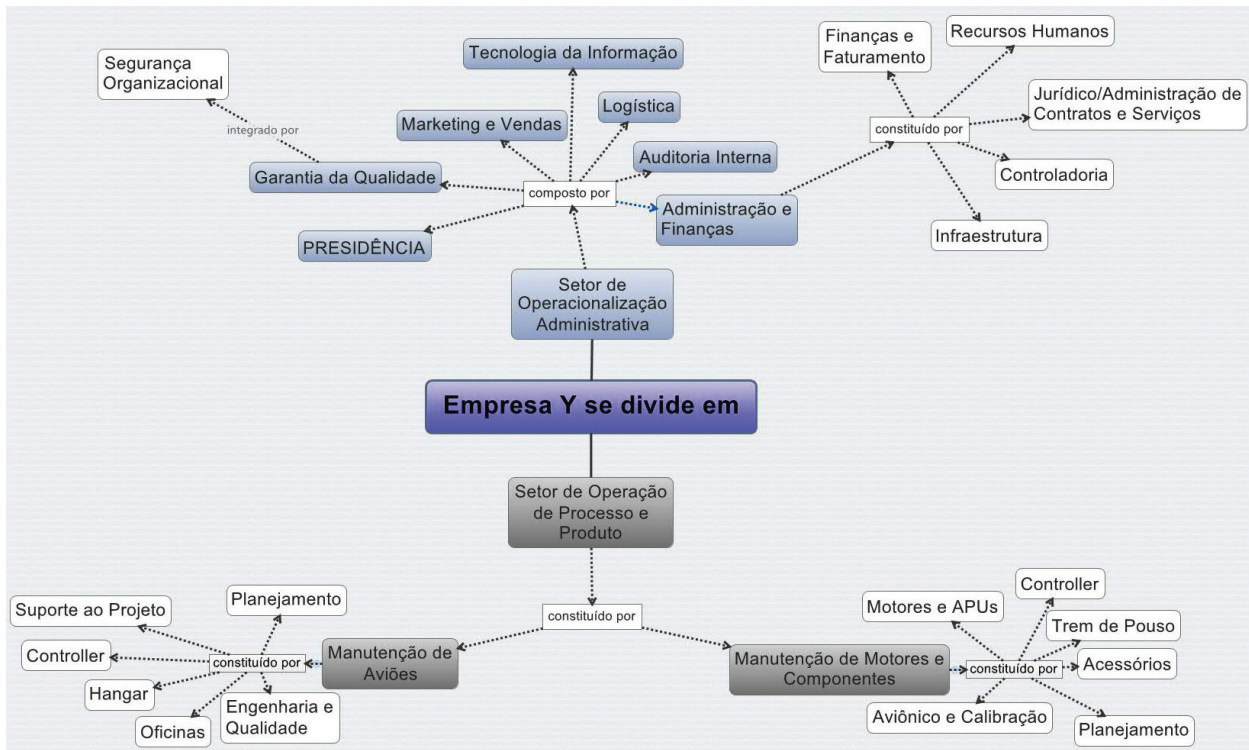 Segurança
Organizacional
integrado por
Tecnologia da Informação
Marketing e Vendas
Logística
Garantia da Qualidade
Auditoria Interna
composto por
PRESIDÊNCIA
Administração e
Finanças
Finanças e
Faturamento
Recursos Humanos
Jurídico/Administração de
Contratos e Serviços
constituído por
Controladoria
Infraestrutura
Setor de
Operacionalização
Administrativa
Empresa Y se divide em
Setor de Operação
de Processo e
Produto
constituído por
Suporte ao Projeto
Planejamento
Controller
constituído por
Manutenção de
Aviões
Hangar
Oficinas
Engenharia e
Qualidade
Manutenção de Motores e
Componentes
constituído por
Motores e APUs
Controller
Trem de Pouso
Acessórios
Aviônico e Calibração
Planejamento